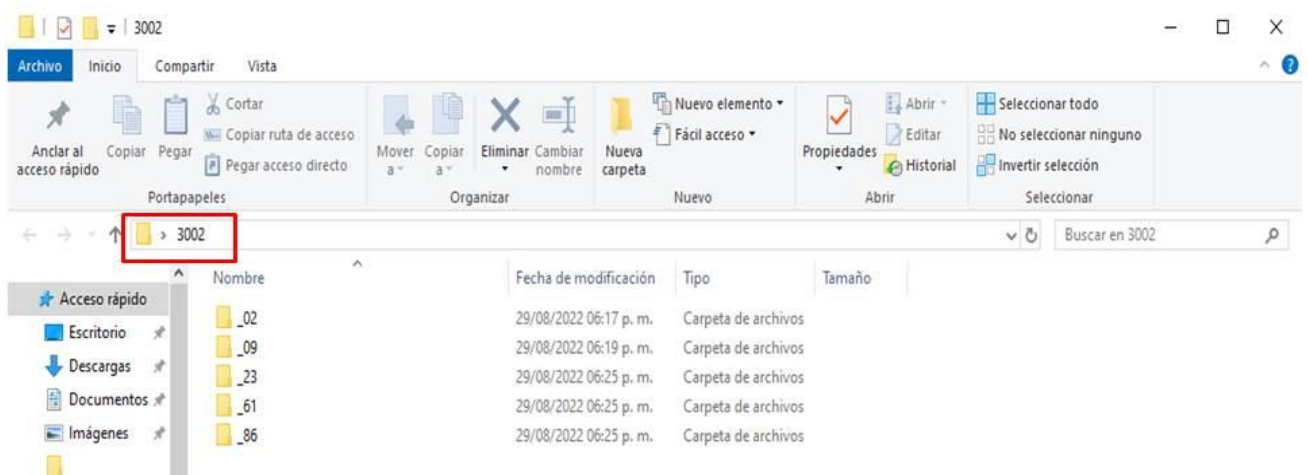 3002
Archivo Inicio Compartir Vista
Anclar al acceso rápido
Copiar
Pegar
Cortar
Copiar ruta de acceso
Pegar acceso directo
Portapapeles
Mover a
Copiar a
Eliminar
Cambiar nombre
Organizar
Nueva carpeta
Nuevo elemento
Fácil acceso
Nuevo
Propiedades
Abrir
Editar
Historial
Abrir
Seleccionar todo
No seleccionar ninguno
Invertir selección
Seleccionar
> 3002
Buscar en 3002
Nombre Fecha de modificación Tipo Tamaño
Acceso rápido
Escritorio
Descargas
Documentos
Imágenes
_02 29/08/2022 06:17 p. m. Carpeta de archivos
_09 29/08/2022 06:19 p. m. Carpeta de archivos
_23 29/08/2022 06:25 p. m. Carpeta de archivos
_61 29/08/2022 06:25 p. m. Carpeta de archivos
_86 29/08/2022 06:25 p. m. Carpeta de archivos